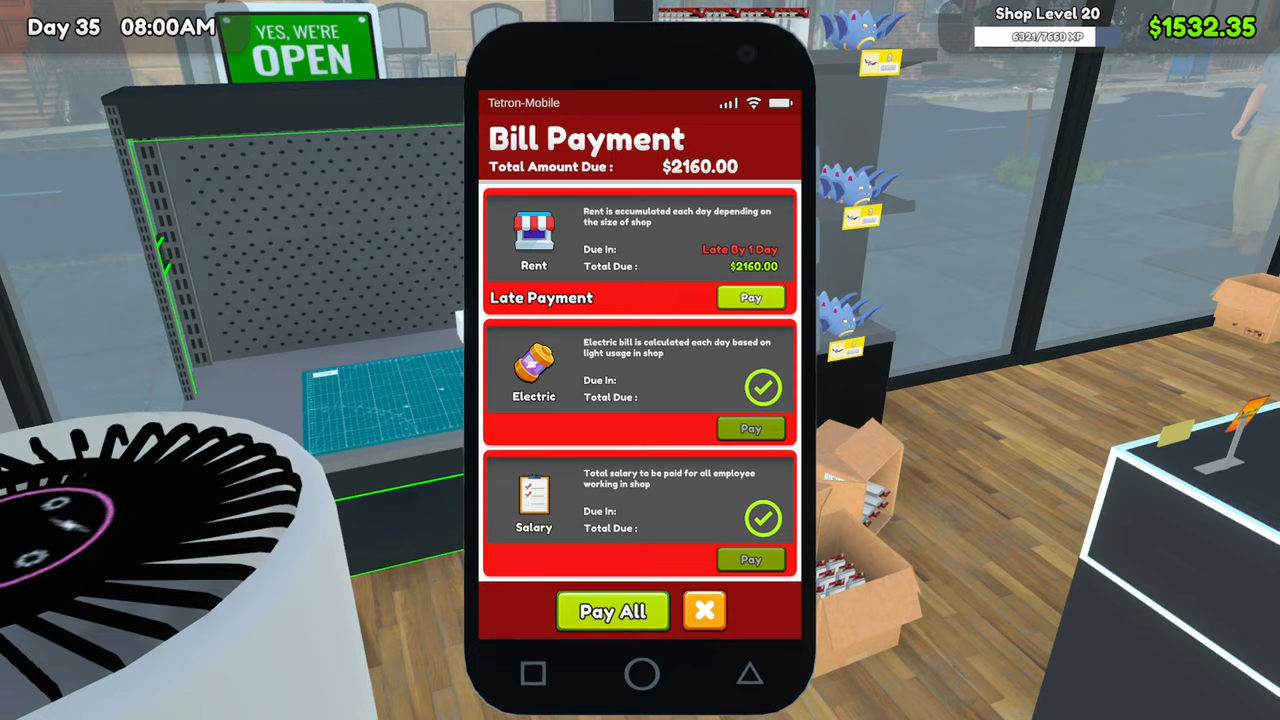 Day 35 08:00AM
YES, WE'RE
OPEN
Shop Level 20
6321/7660 XP
$1532.35
Tetron-Mobile
Bill Payment
Total Amount Due : $2160.00
Rent is accumulated each day depending on
the size of shop
Due In: Late By 1 Day
Total Due : $2160.00
Rent
Late Payment
Pay
Electric bill is calculated each day based on
light usage in shop
Due In:
Total Due :
Electric
Pay
Total salary to be paid for all employee
working in shop
Due In:
Total Due :
Salary
Pay
Pay All